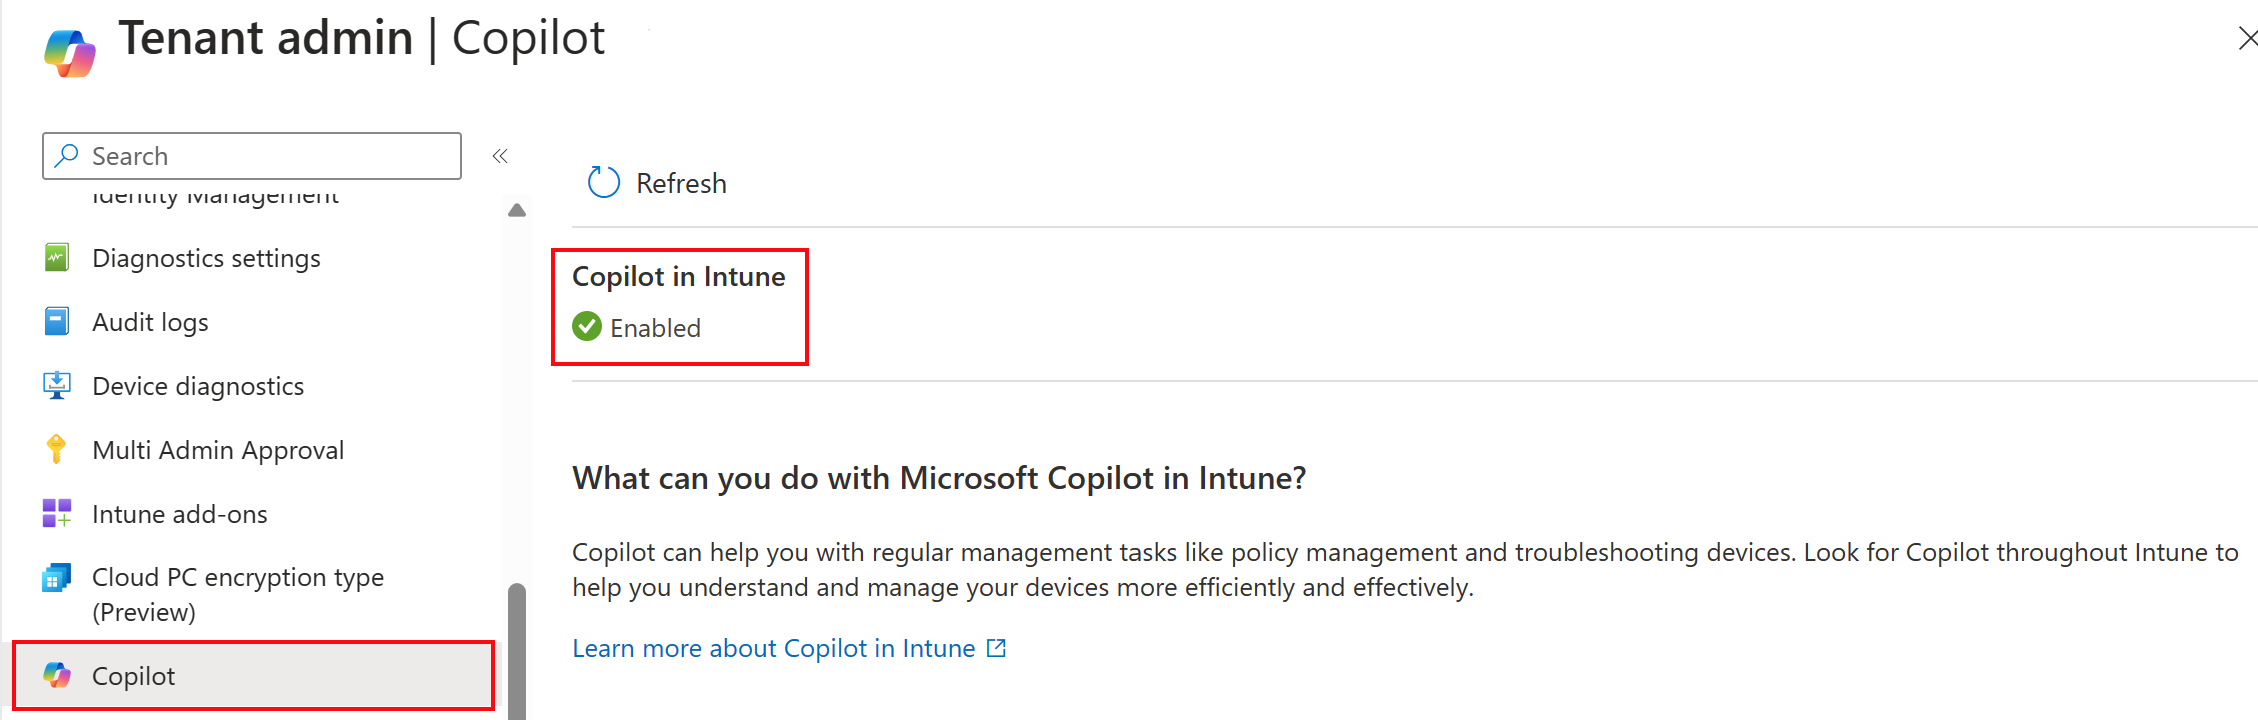 Tenant admin | Copilot
Search
Identity Management
Diagnostics settings
Audit logs
Device diagnostics
Multi Admin Approval
Intune add-ons
Cloud PC encryption type
(Preview)
Copilot
Refresh
Copilot in Intune
Enabled
What can you do with Microsoft Copilot in Intune?
Copilot can help you with regular management tasks like policy management and troubleshooting devices. Look for Copilot throughout Intune to
help you understand and manage your devices more efficiently and effectively.
Learn more about Copilot in Intune